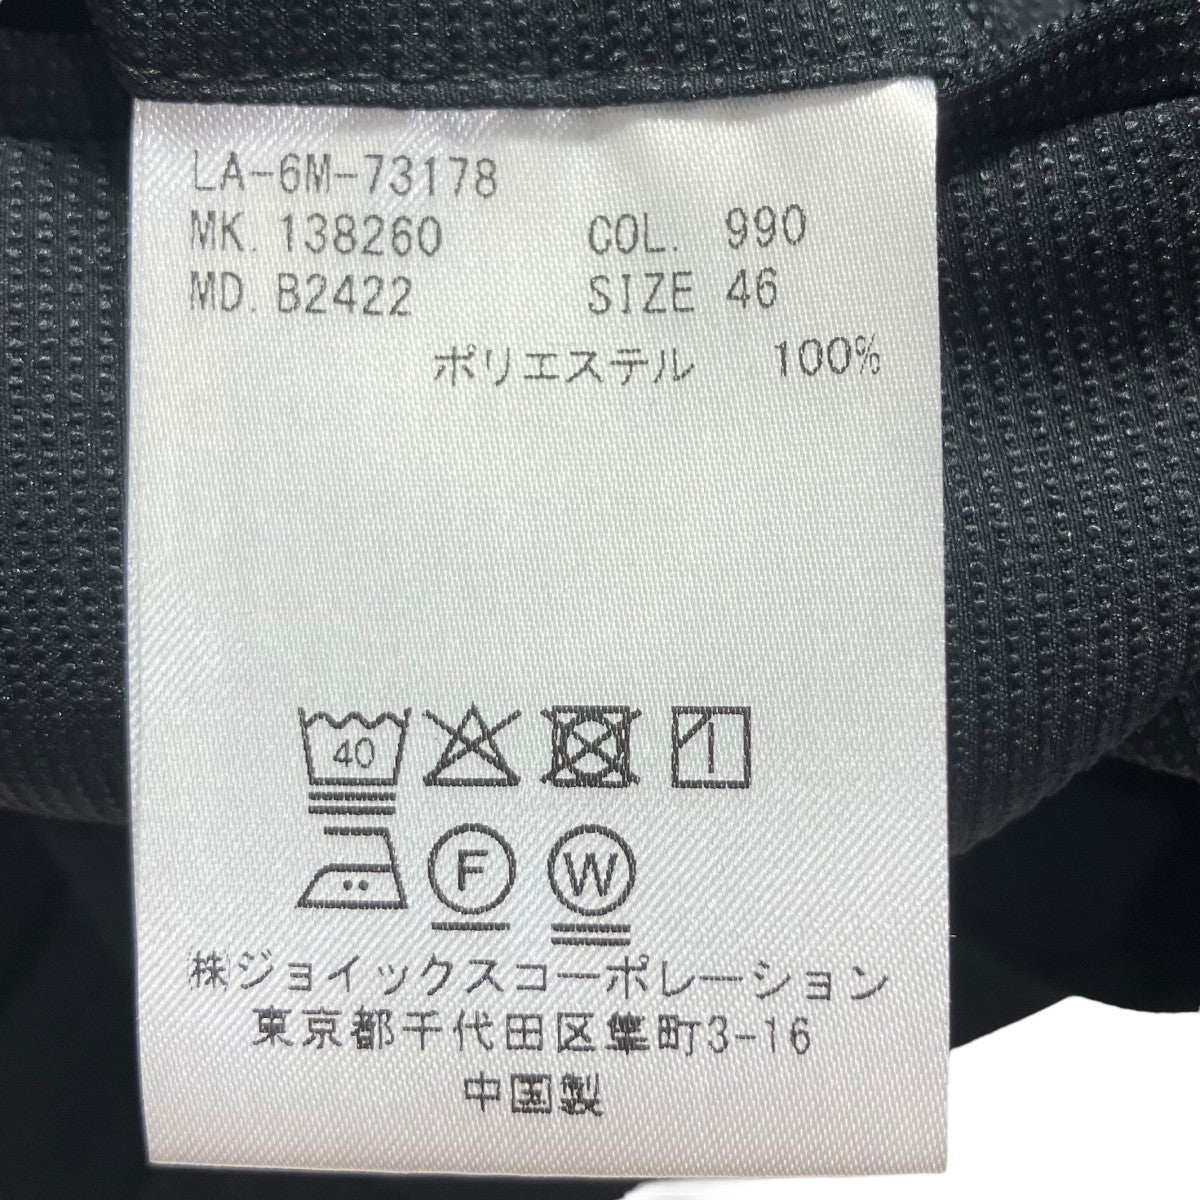 LA-6M-73178
MK. 138260 COL. 990
MD. B2422 SIZE 46
ポリエステル 100%
40
F W
㈱ジョイックスコーポレーション
東京都千代田区隼町3-16
中国製